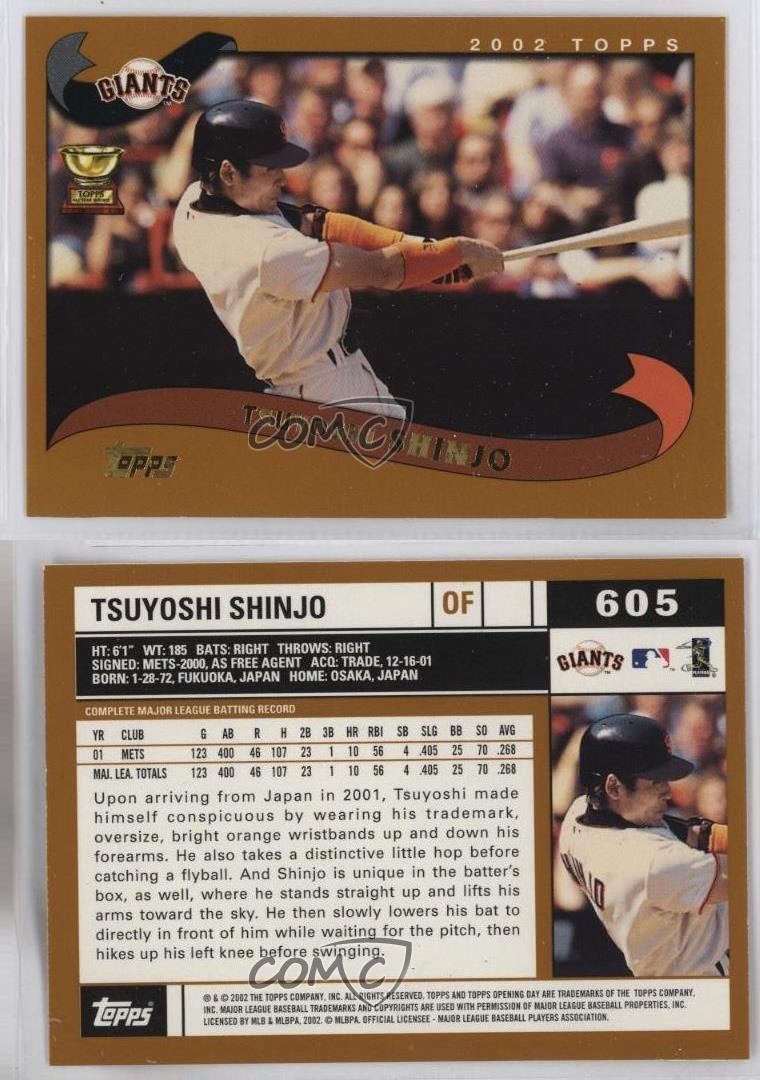 2002 TOPPS
GIANTS
TOPPS
COMC
TSUYOSHI SHINJO
TOPPS
TSUYOSHI SHINJO
OF
605
HT: 6'1" WT: 185 BATS: RIGHT THROWS: RIGHT
SIGNED: METS-2000, AS FREE AGENT ACQ: TRADE, 12-16-01
BORN: 1-28-72, FUKUOKA, JAPAN HOME: OSAKA, JAPAN
GIANTS
COMPLETE MAJOR LEAGUE BATTING RECORD
YR CLUB G AB R H 2B 3B HR RBI SB SLG BB SO AVG
01 METS 123 400 46 107 23 1 10 56 4 .405 25 70 .268
MAJ. LEA. TOTALS 123 400 46 107 23 1 10 56 4 .405 25 70 .268
Upon arriving from Japan in 2001, Tsuyoshi made
himself conspicuous by wearing his trademark,
oversize, bright orange wristbands up and down his
forearms. He also takes a distinctive little hop before
catching a flyball. And Shinjo is unique in the batter's
box, as well, where he stands straight up and lifts his
arms toward the sky. He then slowly lowers his bat to
directly in front of him while waiting for the pitch, then
hikes up his left knee before swinging.
COMC
Topps
® & © 2002 THE TOPPS COMPANY, INC. ALL RIGHTS RESERVED. TOPPS AND TOPPS OPENING DAY ARE TRADEMARKS OF THE TOPPS COMPANY,
INC. MAJOR LEAGUE BASEBALL TRADEMARKS AND COPYRIGHTS ARE USED WITH PERMISSION OF MAJOR LEAGUE BASEBALL PROPERTIES, INC.
LICENSED BY MLB & MLBPA, 2002. © MLBPA. OFFICIAL LICENSEE - MAJOR LEAGUE BASEBALL PLAYERS ASSOCIATION.